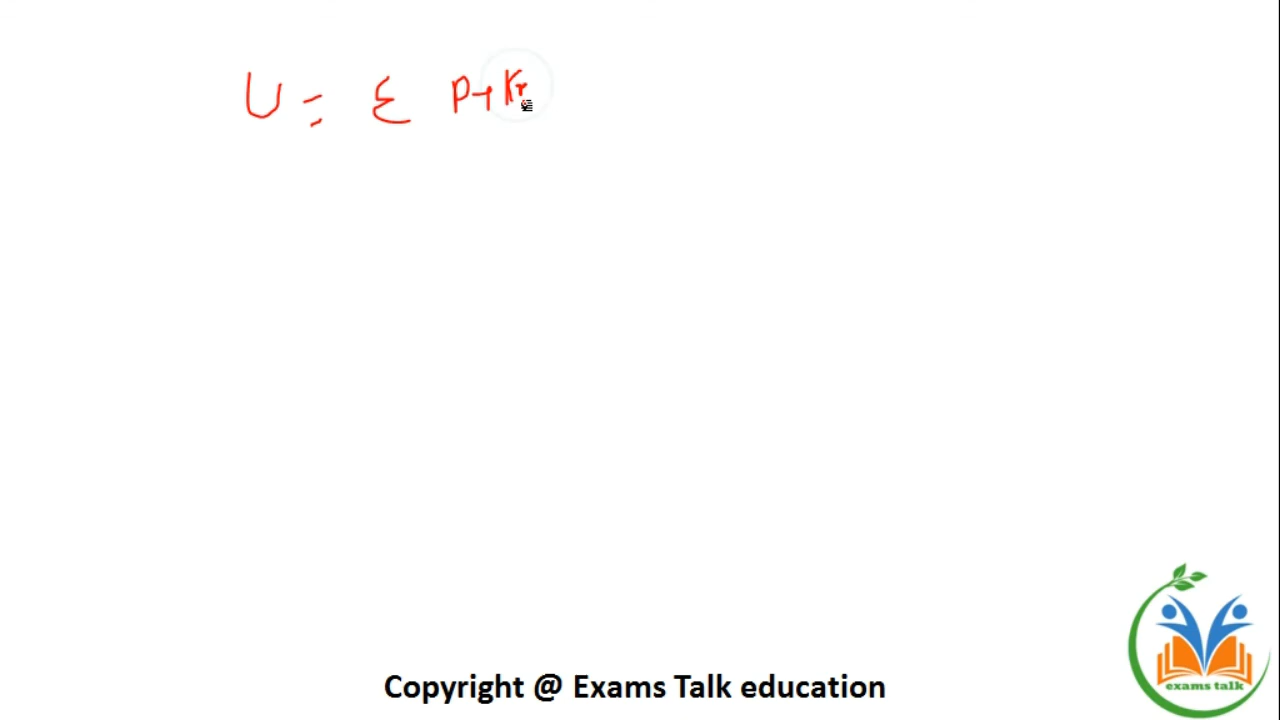 U = Σ P + Kr
Copyright @ Exams Talk education
exams talk